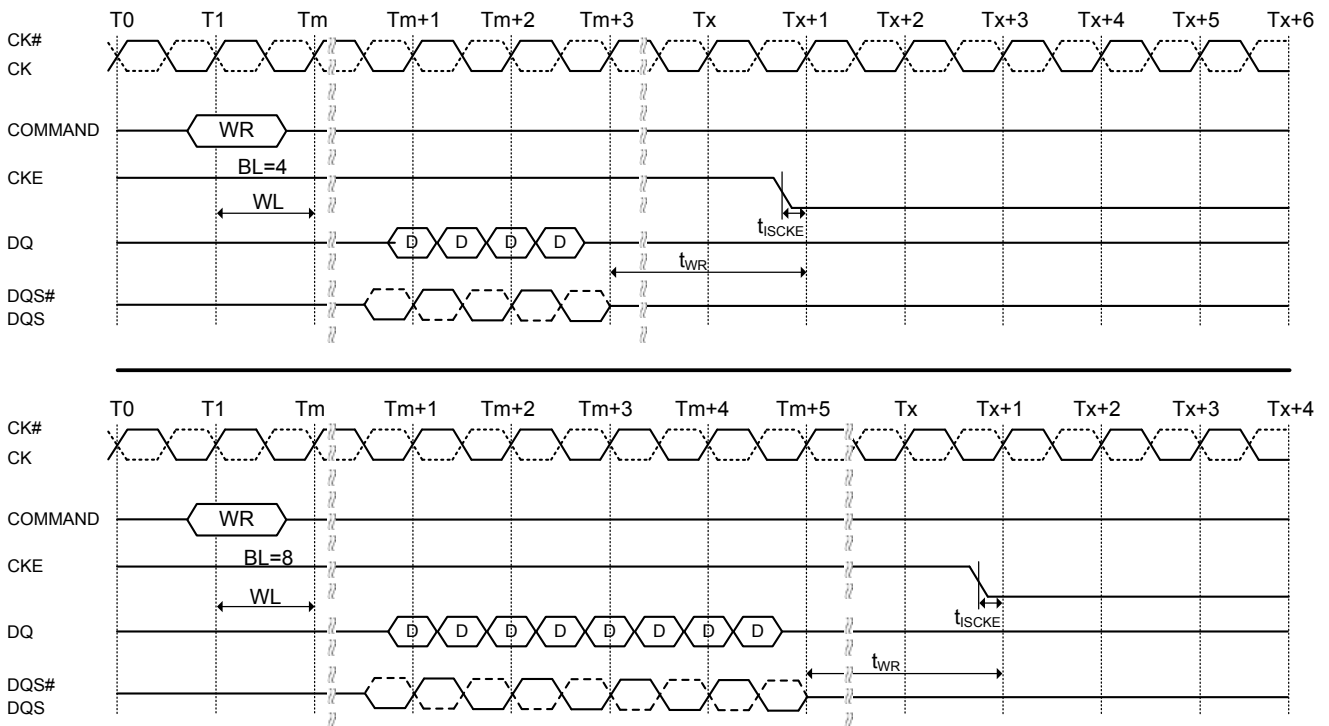 T0 T1 Tm Tm+1 Tm+2 Tm+3 Tx Tx+1 Tx+2 Tx+3 Tx+4 Tx+5 Tx+6
CK#
CK
COMMAND WR
BL=4
CKE
WL
tISCKE
DQ D D D D
tWR
DQS#
DQS
T0 T1 Tm Tm+1 Tm+2 Tm+3 Tm+4 Tm+5 Tx Tx+1 Tx+2 Tx+3 Tx+4
CK#
CK
COMMAND WR
BL=8
CKE
WL
tISCKE
DQ D D D D D D D D
tWR
DQS#
DQS